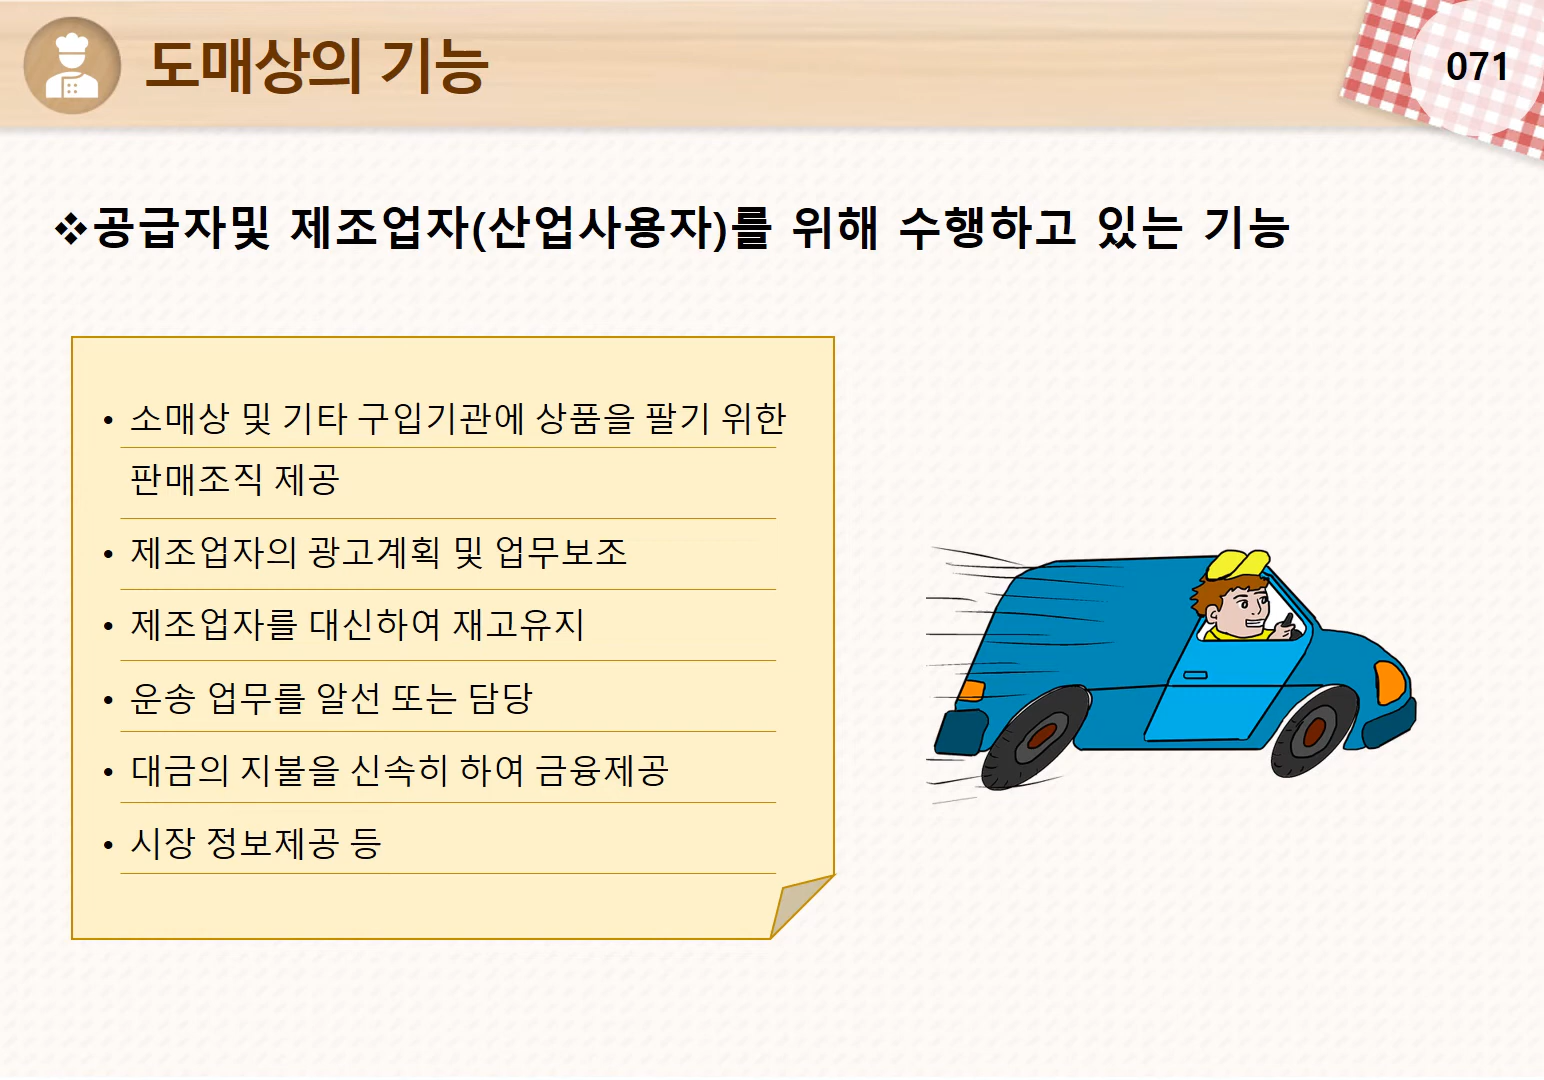 도매상의 기능
071
❖공급자및 제조업자(산업사용자)를 위해 수행하고 있는 기능
• 소매상 및 기타 구입기관에 상품을 팔기 위한
판매조직 제공
• 제조업자의 광고계획 및 업무보조
• 제조업자를 대신하여 재고유지
• 운송 업무를 알선 또는 담당
• 대금의 지불을 신속히 하여 금융제공
• 시장 정보제공 등